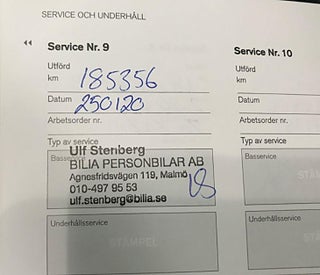 SERVICE OCH UNDERHÅLL
Service Nr. 9
Utförd
km 185356
Datum 250120
Arbetsorder nr.
Typ av service
Ulf Stenberg
BILIA PERSONBILAR AB
Agnesfridsvägen 119, Malmö
010-497 95 53
ulf.stenberg@bilia.se
Underhållsservice
STÄMPEL
Service Nr. 10
Utförd
km
Datum
Arbetsorder nr.
Typ av service
Basservice
Underhållsservice